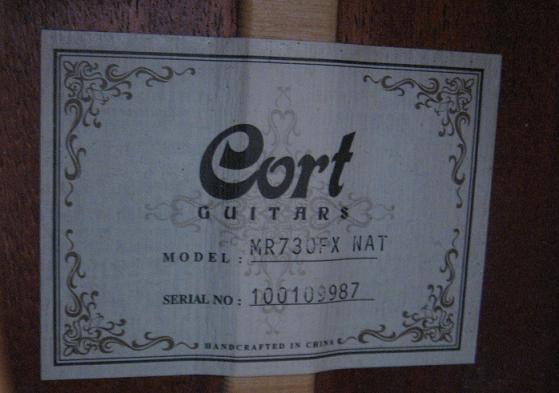 Cort
GUITARS
MODEL : MR730FX NAT
SERIAL NO : 100109987
HANDCRAFTED IN CHINA